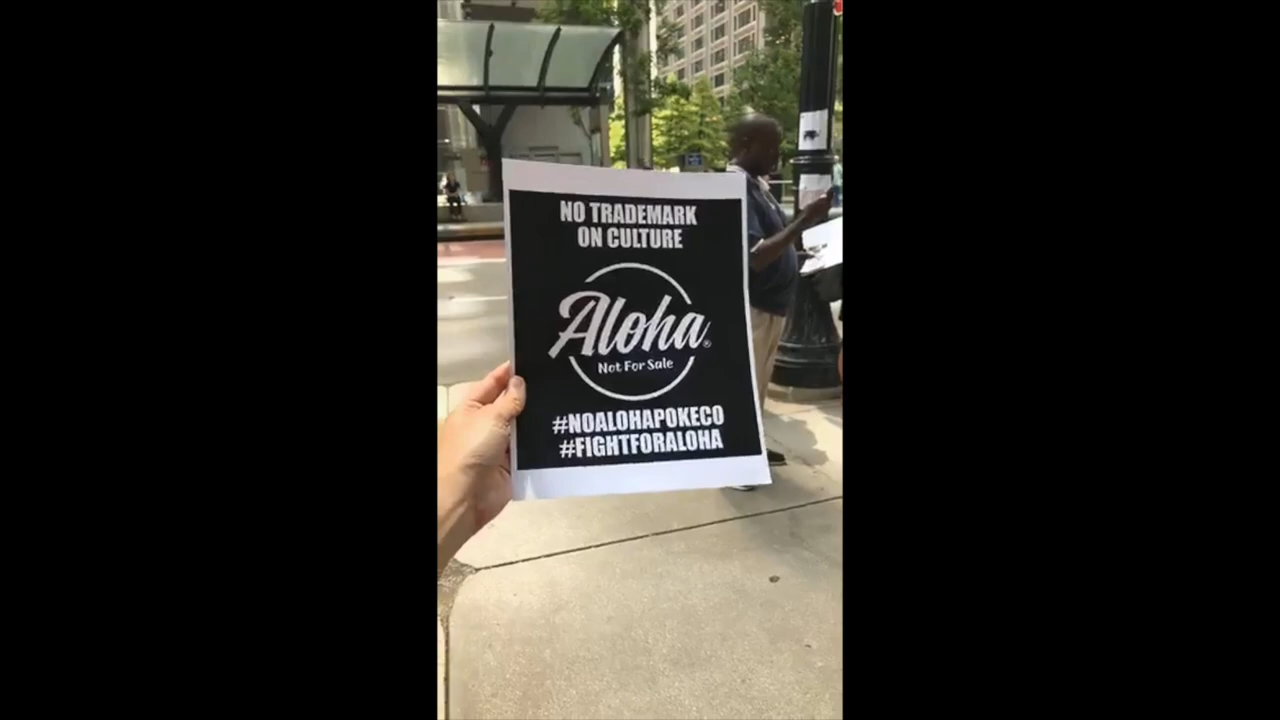 NO TRADEMARK
ON CULTURE
Aloha®
Not For Sale
#NOALOHAPOKECO
#FIGHTFORALOHA